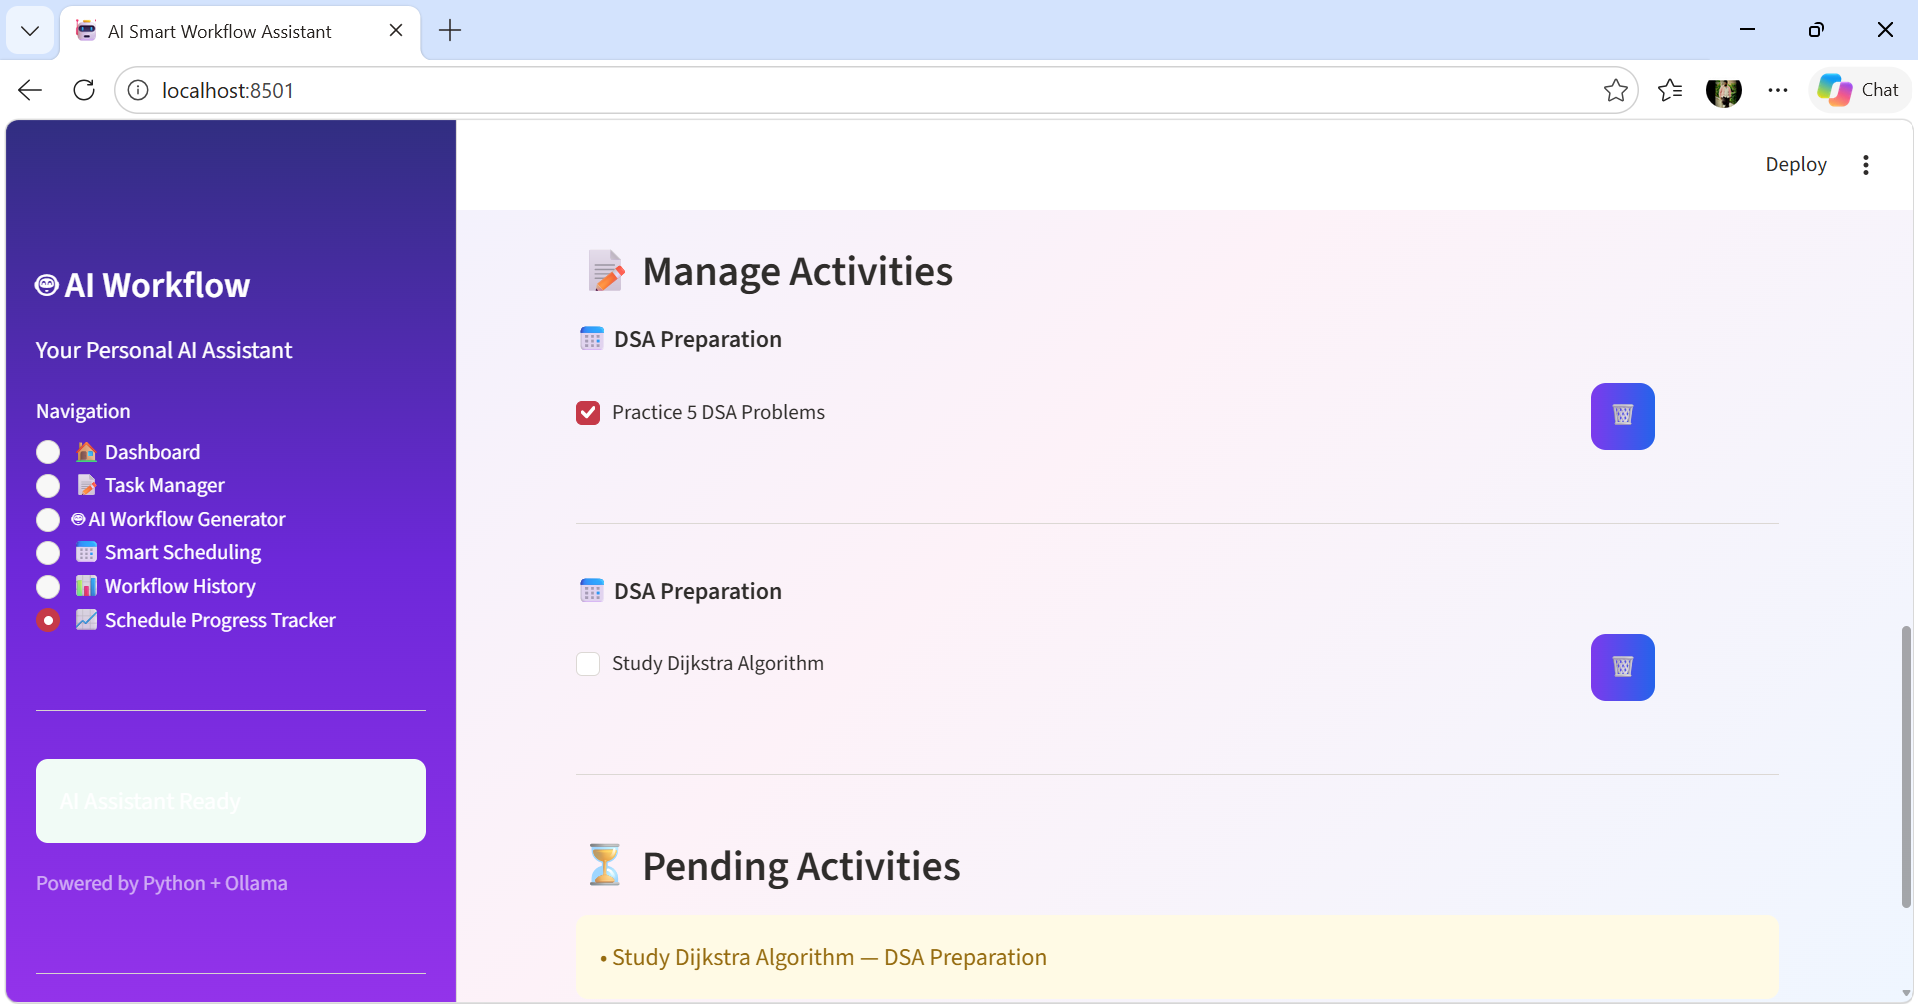 AI Smart Workflow Assistant
localhost:8501
Chat
Deploy
AI Workflow
Your Personal AI Assistant
Navigation
Dashboard
Task Manager
AI Workflow Generator
Smart Scheduling
Workflow History
Schedule Progress Tracker
AI Assistant Ready
Powered by Python + Ollama
Manage Activities
DSA Preparation
Practice 5 DSA Problems
DSA Preparation
Study Dijkstra Algorithm
Pending Activities
• Study Dijkstra Algorithm — DSA Preparation